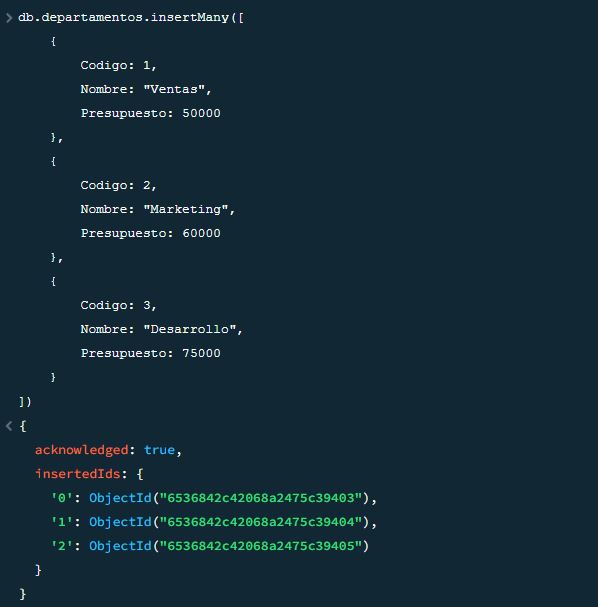 > db.departamentos.insertMany([
    {
        Codigo: 1,
        Nombre: "Ventas",
        Presupuesto: 50000
    },
    {
        Codigo: 2,
        Nombre: "Marketing",
        Presupuesto: 60000
    },
    {
        Codigo: 3,
        Nombre: "Desarrollo",
        Presupuesto: 75000
    }
])
< {
  acknowledged: true,
  insertedIds: {
    '0': ObjectId("6536842c42068a2475c39403"),
    '1': ObjectId("6536842c42068a2475c39404"),
    '2': ObjectId("6536842c42068a2475c39405")
  }
}